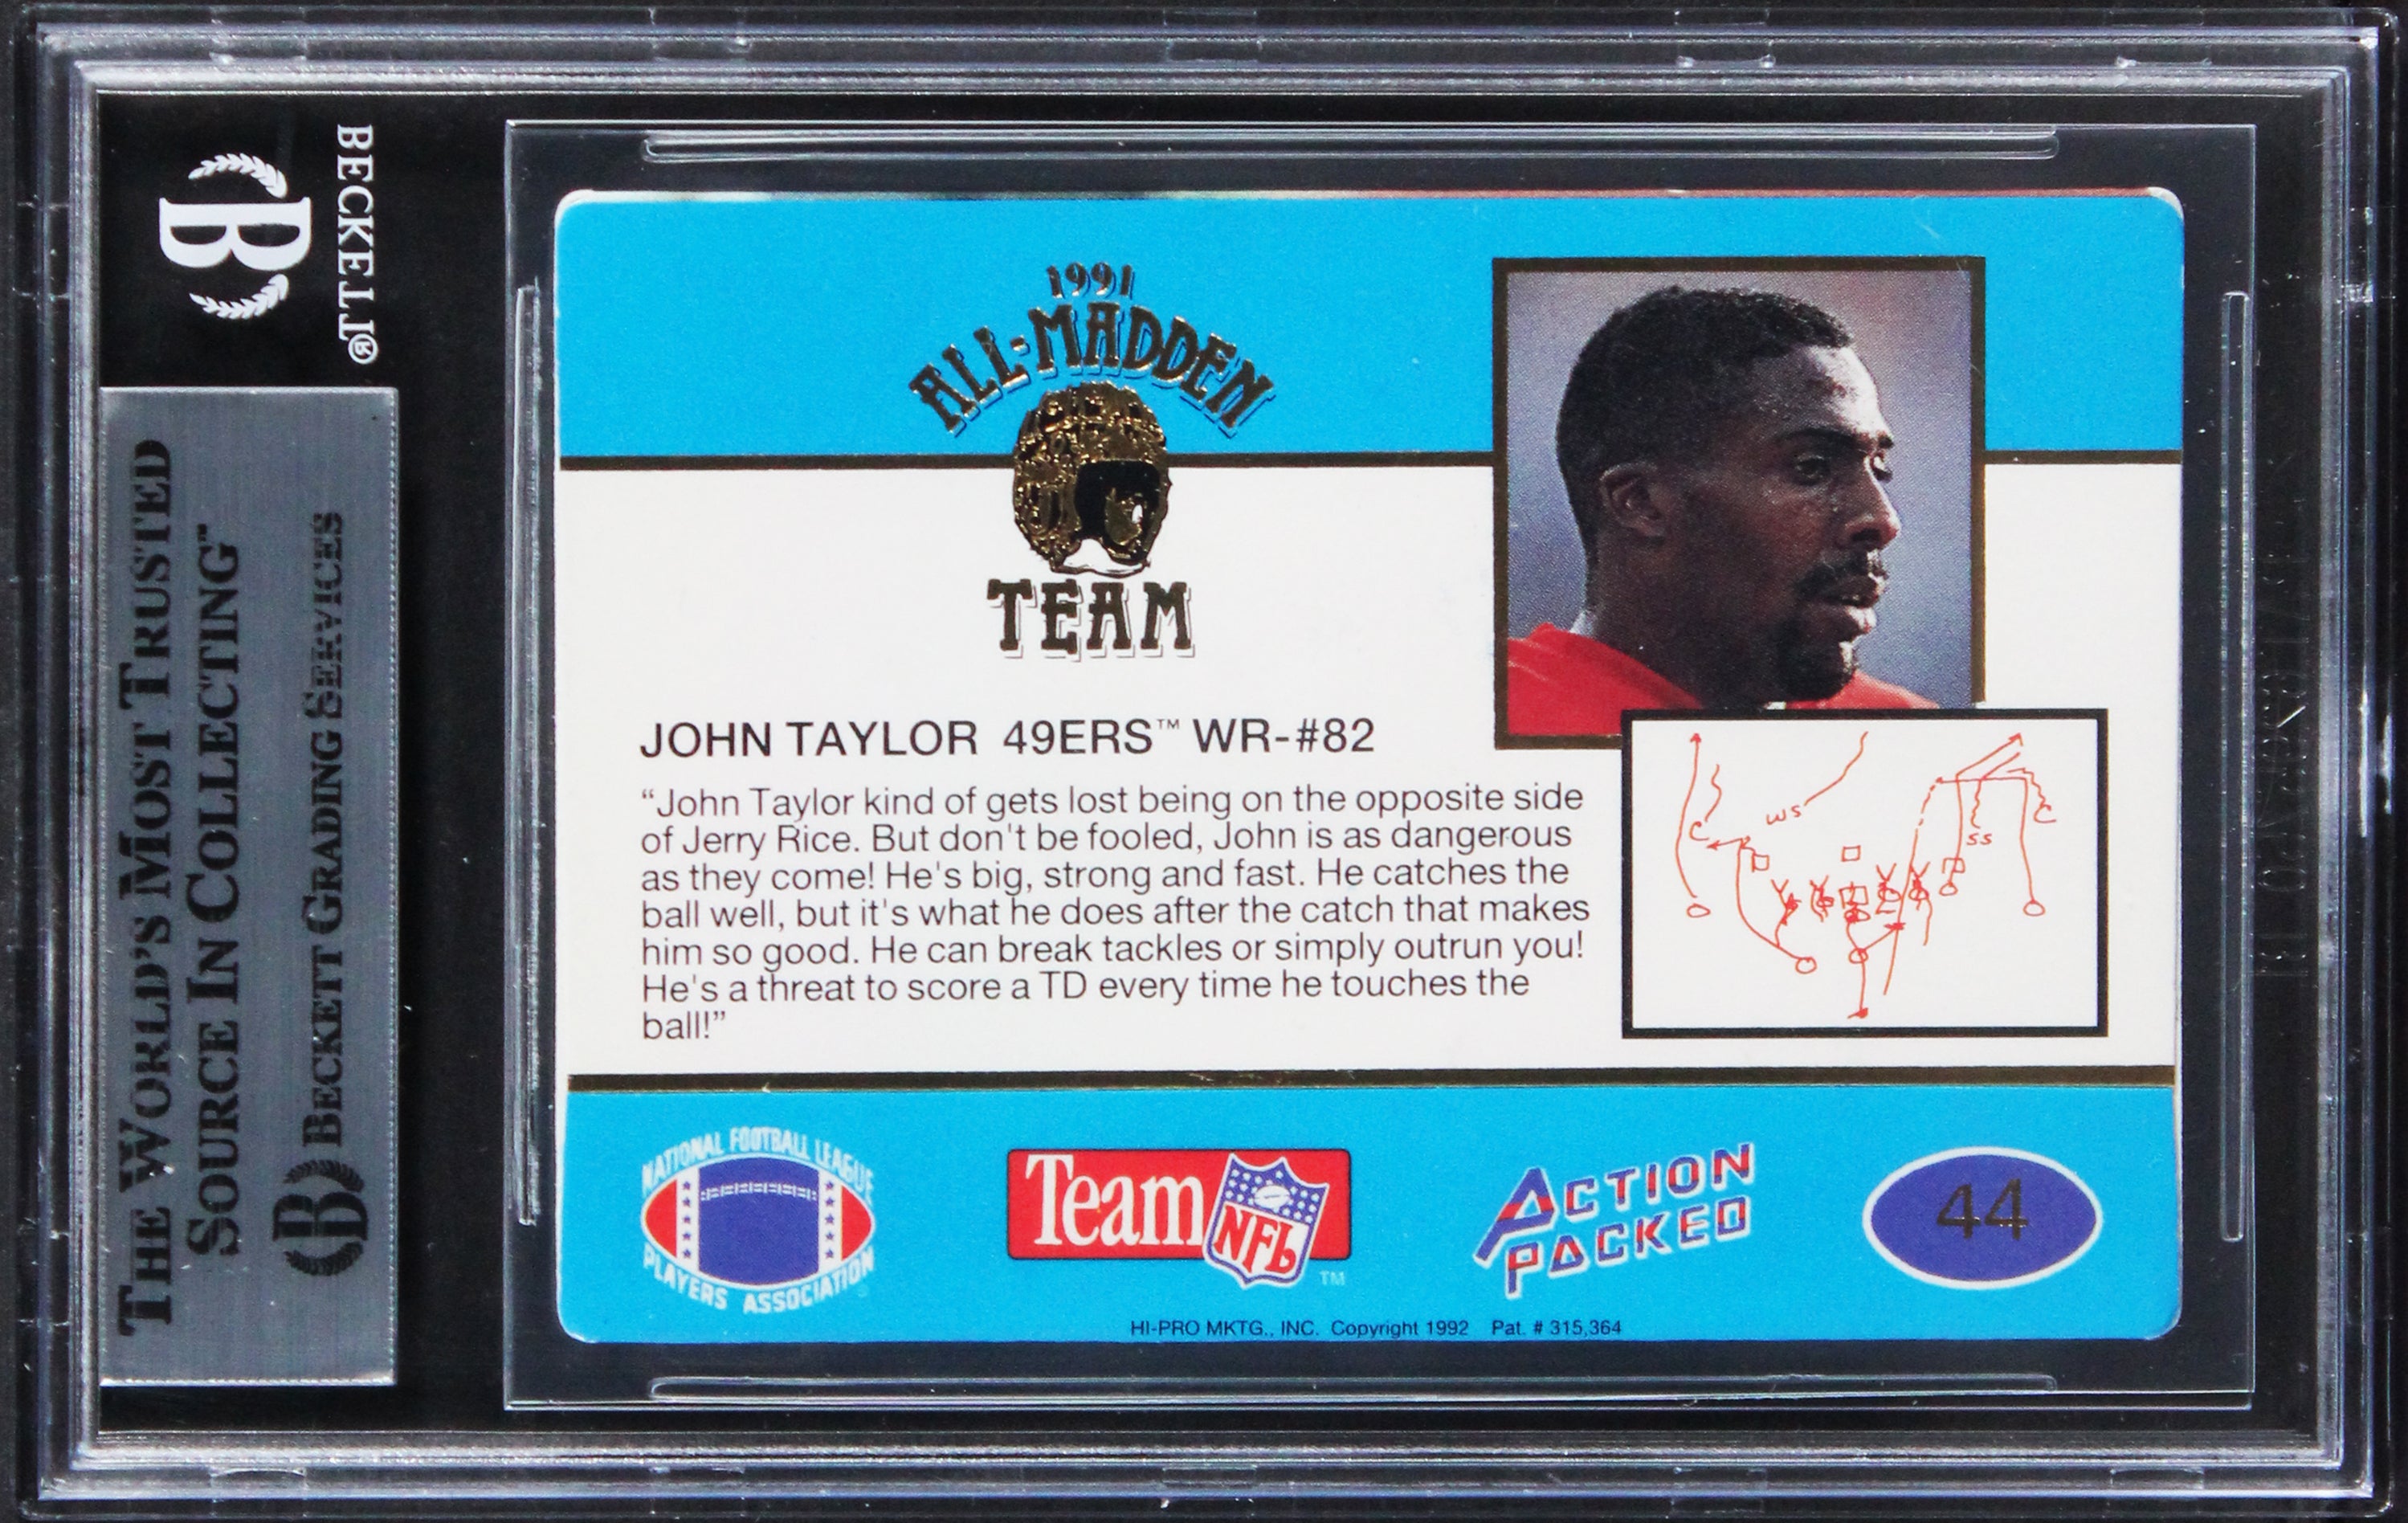 BECKETT®
B
THE WORLD'S MOST TRUSTED
SOURCE IN COLLECTING™
B BECKETT GRADING SERVICES
1991
ALL-MADDEN
TEAM
JOHN TAYLOR 49ERS™ WR-#82
“John Taylor kind of gets lost being on the opposite side
of Jerry Rice. But don't be fooled, John is as dangerous
as they come! He's big, strong and fast. He catches the
ball well, but it's what he does after the catch that makes
him so good. He can break tackles or simply outrun you!
He's a threat to score a TD every time he touches the
ball!”
C WS SS C
NATIONAL FOOTBALL LEAGUE
PLAYERS ASSOCIATION
Team NFL TM
ACTION
PACKED
44
HI-PRO MKTG., INC. Copyright 1992 Pat. # 315,364